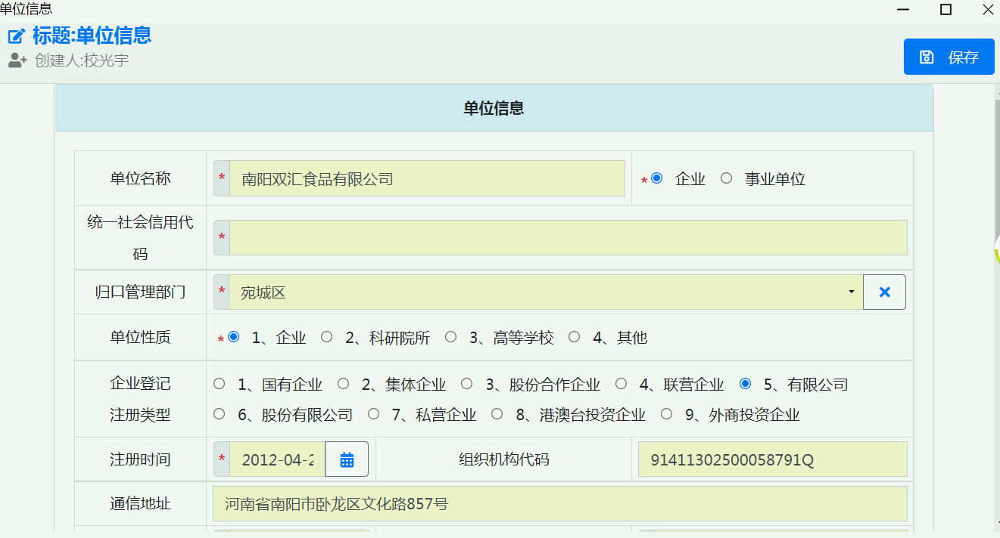 单位信息
标题:单位信息
创建人:校光宇
保存
单位信息
单位名称
* 南阳双汇食品有限公司
* 企业 事业单位
统一社会信用代
码
*
归口管理部门
* 宛城区
单位性质
* 1、企业 2、科研院所 3、高等学校 4、其他
企业登记
注册类型
1、国有企业 2、集体企业 3、股份合作企业 4、联营企业 5、有限公司
6、股份有限公司 7、私营企业 8、港澳台投资企业 9、外商投资企业
注册时间
* 2012-04-2
组织机构代码
91411302500058791Q
通信地址
河南省南阳市卧龙区文化路857号